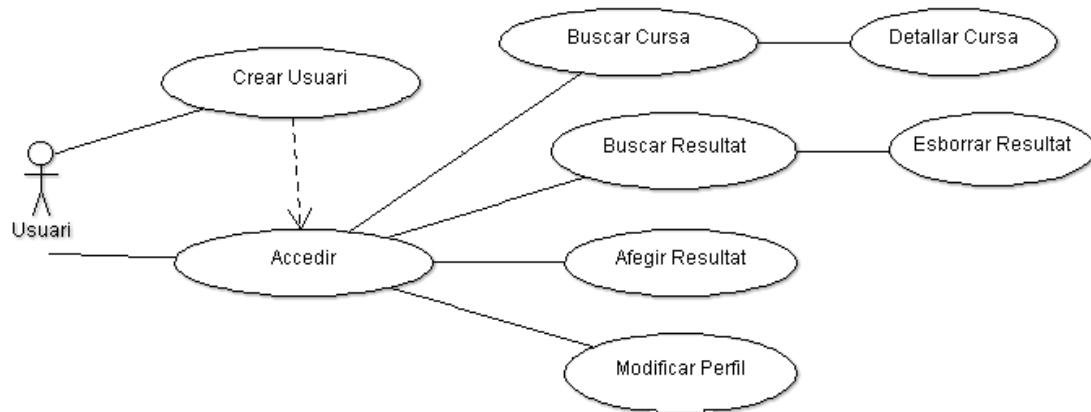 Buscar Cursa
Detallar Cursa
Crear Usuari
Buscar Resultat
Esborrar Resultat
Usuari
Accedir
Afegir Resultat
Modificar Perfil